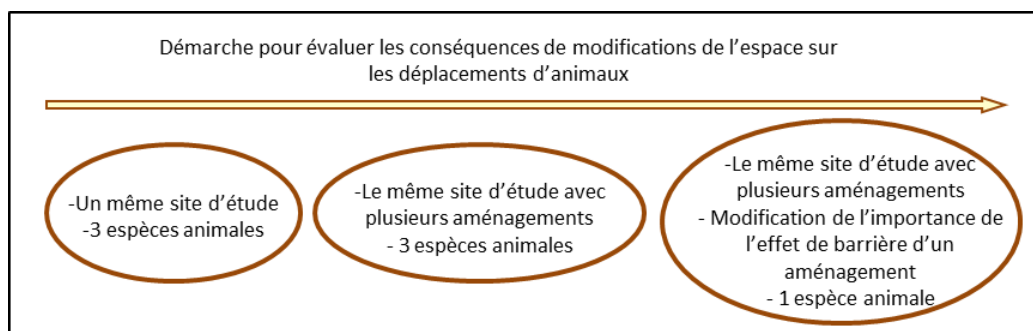 Démarche pour évaluer les conséquences de modifications de l’espace sur
les déplacements d’animaux
-Un même site d’étude
-3 espèces animales
-Le même site d’étude avec
plusieurs aménagements
- 3 espèces animales
-Le même site d’étude avec
plusieurs aménagements
- Modification de l’importance de
l’effet de barrière d’un
aménagement
- 1 espèce animale